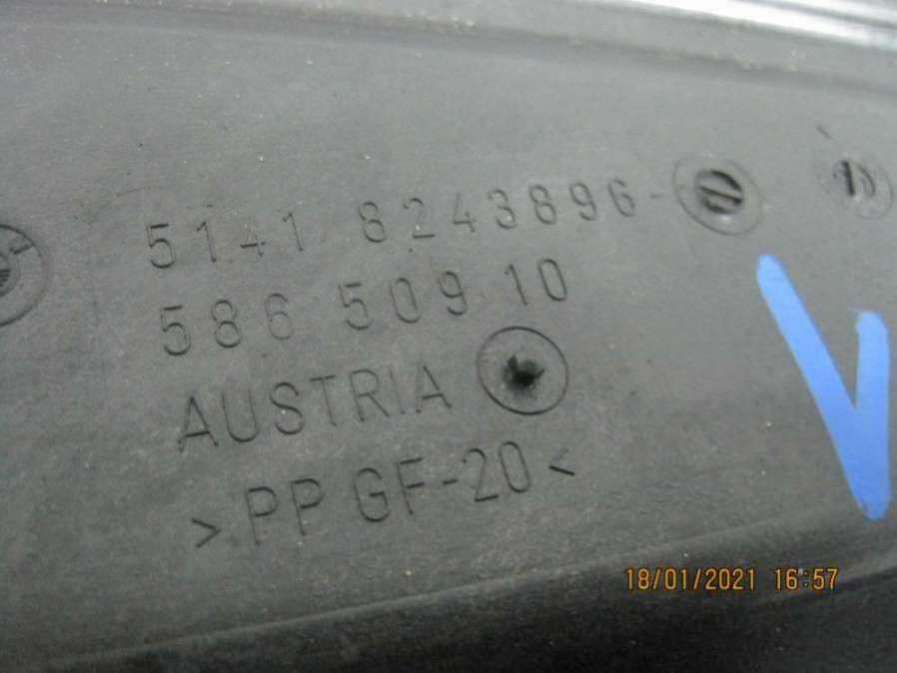 5141 8243896-
586 509 10
AUSTRIA
>PP GF-20<
18/01/2021 16:57